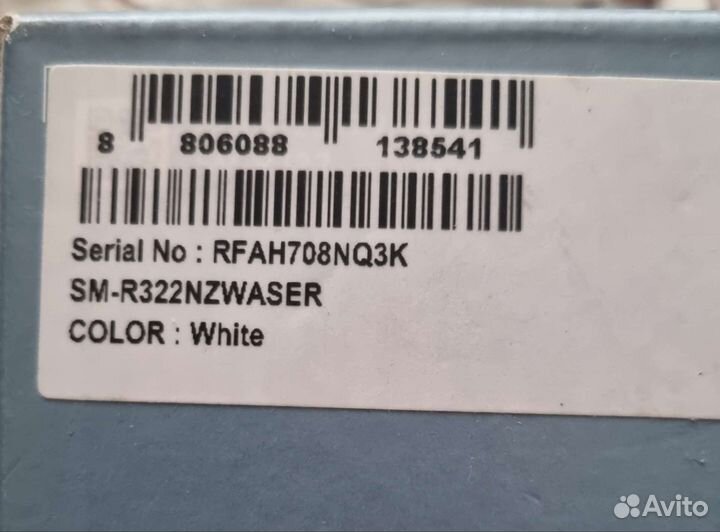 8 806088 138541
Serial No : RFAH708NQ3K
SM-R322NZWASER
COLOR : White
Avito